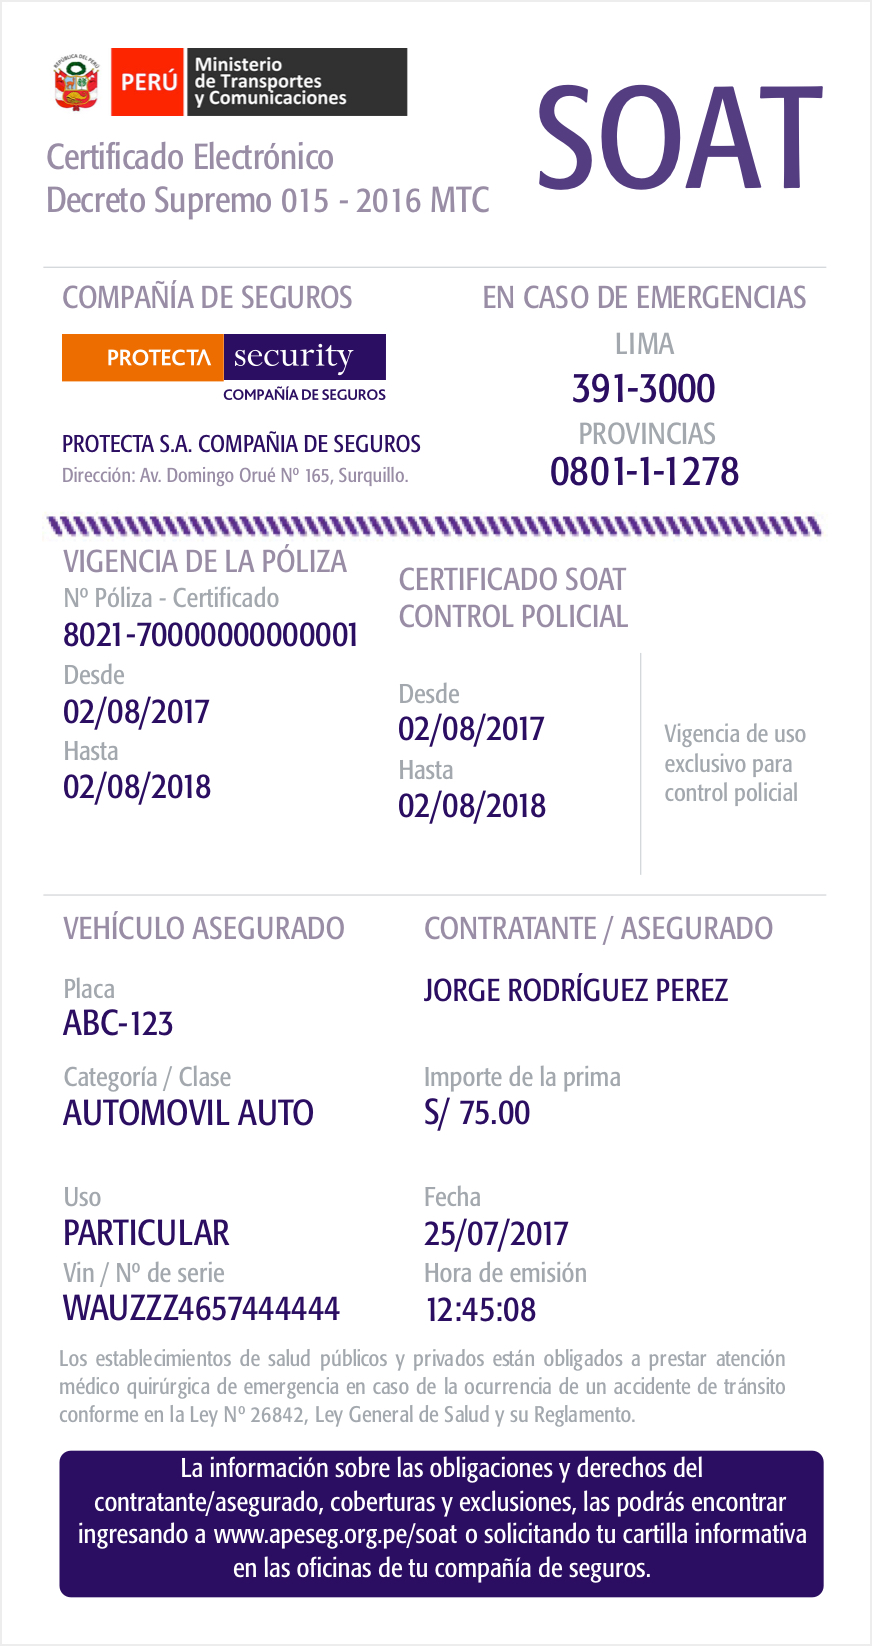 REPÚBLICA DEL PERÚ
PERÚ
Ministerio
de Transportes
y Comunicaciones
SOAT
Certificado Electrónico
Decreto Supremo 015 - 2016 MTC
COMPAÑÍA DE SEGUROS
PROTECTA security
COMPAÑÍA DE SEGUROS
PROTECTA S.A. COMPAÑIA DE SEGUROS
Dirección: Av. Domingo Orué Nº 165, Surquillo.
EN CASO DE EMERGENCIAS
LIMA
391-3000
PROVINCIAS
0801-1-1278
VIGENCIA DE LA PÓLIZA
Nº Póliza - Certificado
8021-70000000000001
Desde
02/08/2017
Hasta
02/08/2018
CERTIFICADO SOAT
CONTROL POLICIAL
Desde
02/08/2017
Hasta
02/08/2018
Vigencia de uso
exclusivo para
control policial
VEHÍCULO ASEGURADO
Placa
ABC-123
Categoría / Clase
AUTOMOVIL AUTO
Uso
PARTICULAR
Vin / Nº de serie
WAUZZZ4657444444
CONTRATANTE / ASEGURADO
JORGE RODRÍGUEZ PEREZ
Importe de la prima
S/ 75.00
Fecha
25/07/2017
Hora de emisión
12:45:08
Los establecimientos de salud públicos y privados están obligados a prestar atención
médico quirúrgica de emergencia en caso de la ocurrencia de un accidente de tránsito
conforme en la Ley Nº 26842, Ley General de Salud y su Reglamento.
La información sobre las obligaciones y derechos del
contratante/asegurado, coberturas y exclusiones, las podrás encontrar
ingresando a www.apeseg.org.pe/soat o solicitando tu cartilla informativa
en las oficinas de tu compañía de seguros.